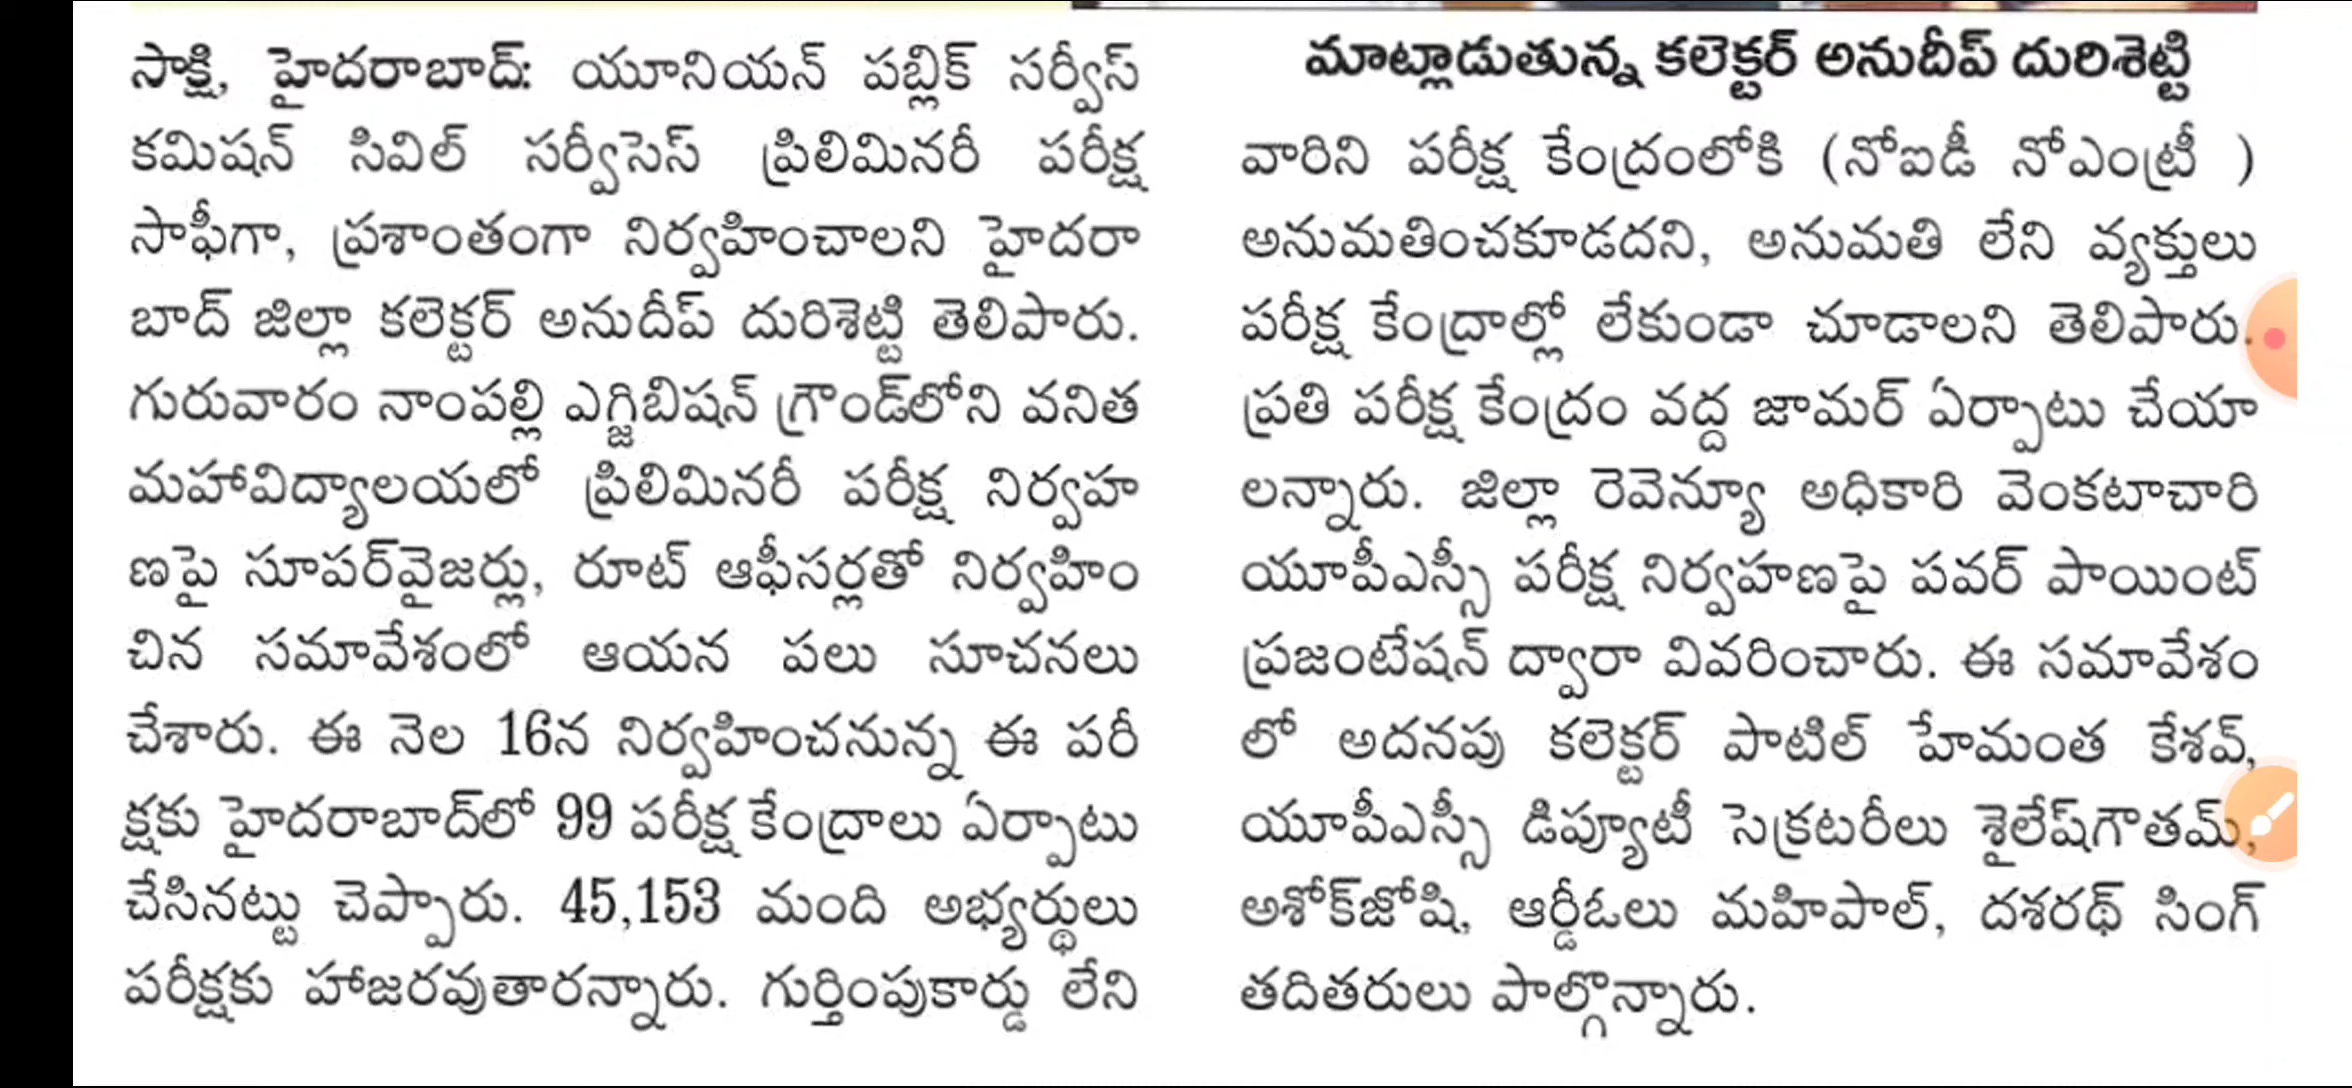 సాక్షి, హైదరాబాద్: యూనియన్ పబ్లిక్ సర్వీస్
కమిషన్ సివిల్ సర్వీసెస్ ప్రిలిమినరీ పరీక్ష
సాఫీగా, ప్రశాంతంగా నిర్వహించాలని హైదరా
బాద్ జిల్లా కలెక్టర్ అనుదీప్ దురిశెట్టి తెలిపారు.
గురువారం నాంపల్లి ఎగ్జిబిషన్ గ్రౌండ్‌లోని వనిత
మహావిద్యాలయలో ప్రిలిమినరీ పరీక్ష నిర్వహ
ణపై సూపర్‌వైజర్లు, రూట్ ఆఫీసర్లతో నిర్వహిం
చిన సమావేశంలో ఆయన పలు సూచనలు
చేశారు. ఈ నెల 16న నిర్వహించనున్న ఈ పరీ
క్షకు హైదరాబాద్‌లో 99 పరీక్ష కేంద్రాలు ఏర్పాటు
చేసినట్టు చెప్పారు. 45,153 మంది అభ్యర్థులు
పరీక్షకు హాజరవుతారన్నారు. గుర్తింపుకార్డు లేని
మాట్లాడుతున్న కలెక్టర్ అనుదీప్ దురిశెట్టి
వారిని పరీక్ష కేంద్రంలోకి (నోఐడీ నోఎంట్రీ )
అనుమతించకూడదని, అనుమతి లేని వ్యక్తులు
పరీక్ష కేంద్రాల్లో లేకుండా చూడాలని తెలిపారు.
ప్రతి పరీక్ష కేంద్రం వద్ద జామర్ ఏర్పాటు చేయా
లన్నారు. జిల్లా రెవెన్యూ అధికారి వెంకటాచారి
యూపీఎస్సీ పరీక్ష నిర్వహణపై పవర్ పాయింట్
ప్రజంటేషన్ ద్వారా వివరించారు. ఈ సమావేశం
లో అదనపు కలెక్టర్ పాటిల్ హేమంత కేశవ్,
యూపీఎస్సీ డిప్యూటీ సెక్రటరీలు శైలేష్‌గౌతమ్,
అశోక్‌జోషి, ఆర్డీఓలు మహిపాల్, దశరథ్ సింగ్
తదితరులు పాల్గొన్నారు.